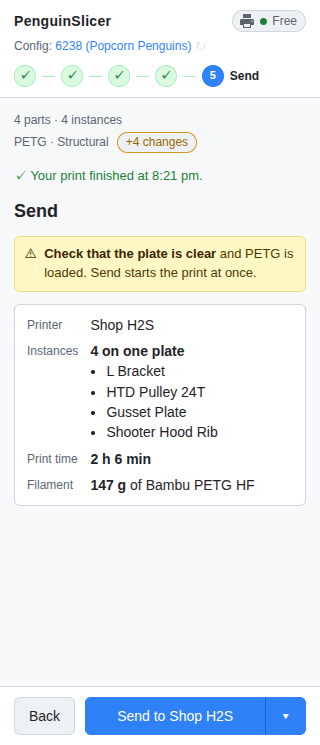 PenguinSlicer
Free
Config: 6238 (Popcorn Penguins)
5 Send
4 parts · 4 instances
PETG · Structural +4 changes
✓ Your print finished at 8:21 pm.
Send
⚠ Check that the plate is clear and PETG is
loaded. Send starts the print at once.
Printer Shop H2S
Instances 4 on one plate
• L Bracket
• HTD Pulley 24T
• Gusset Plate
• Shooter Hood Rib
Print time 2 h 6 min
Filament 147 g of Bambu PETG HF
Back
Send to Shop H2S